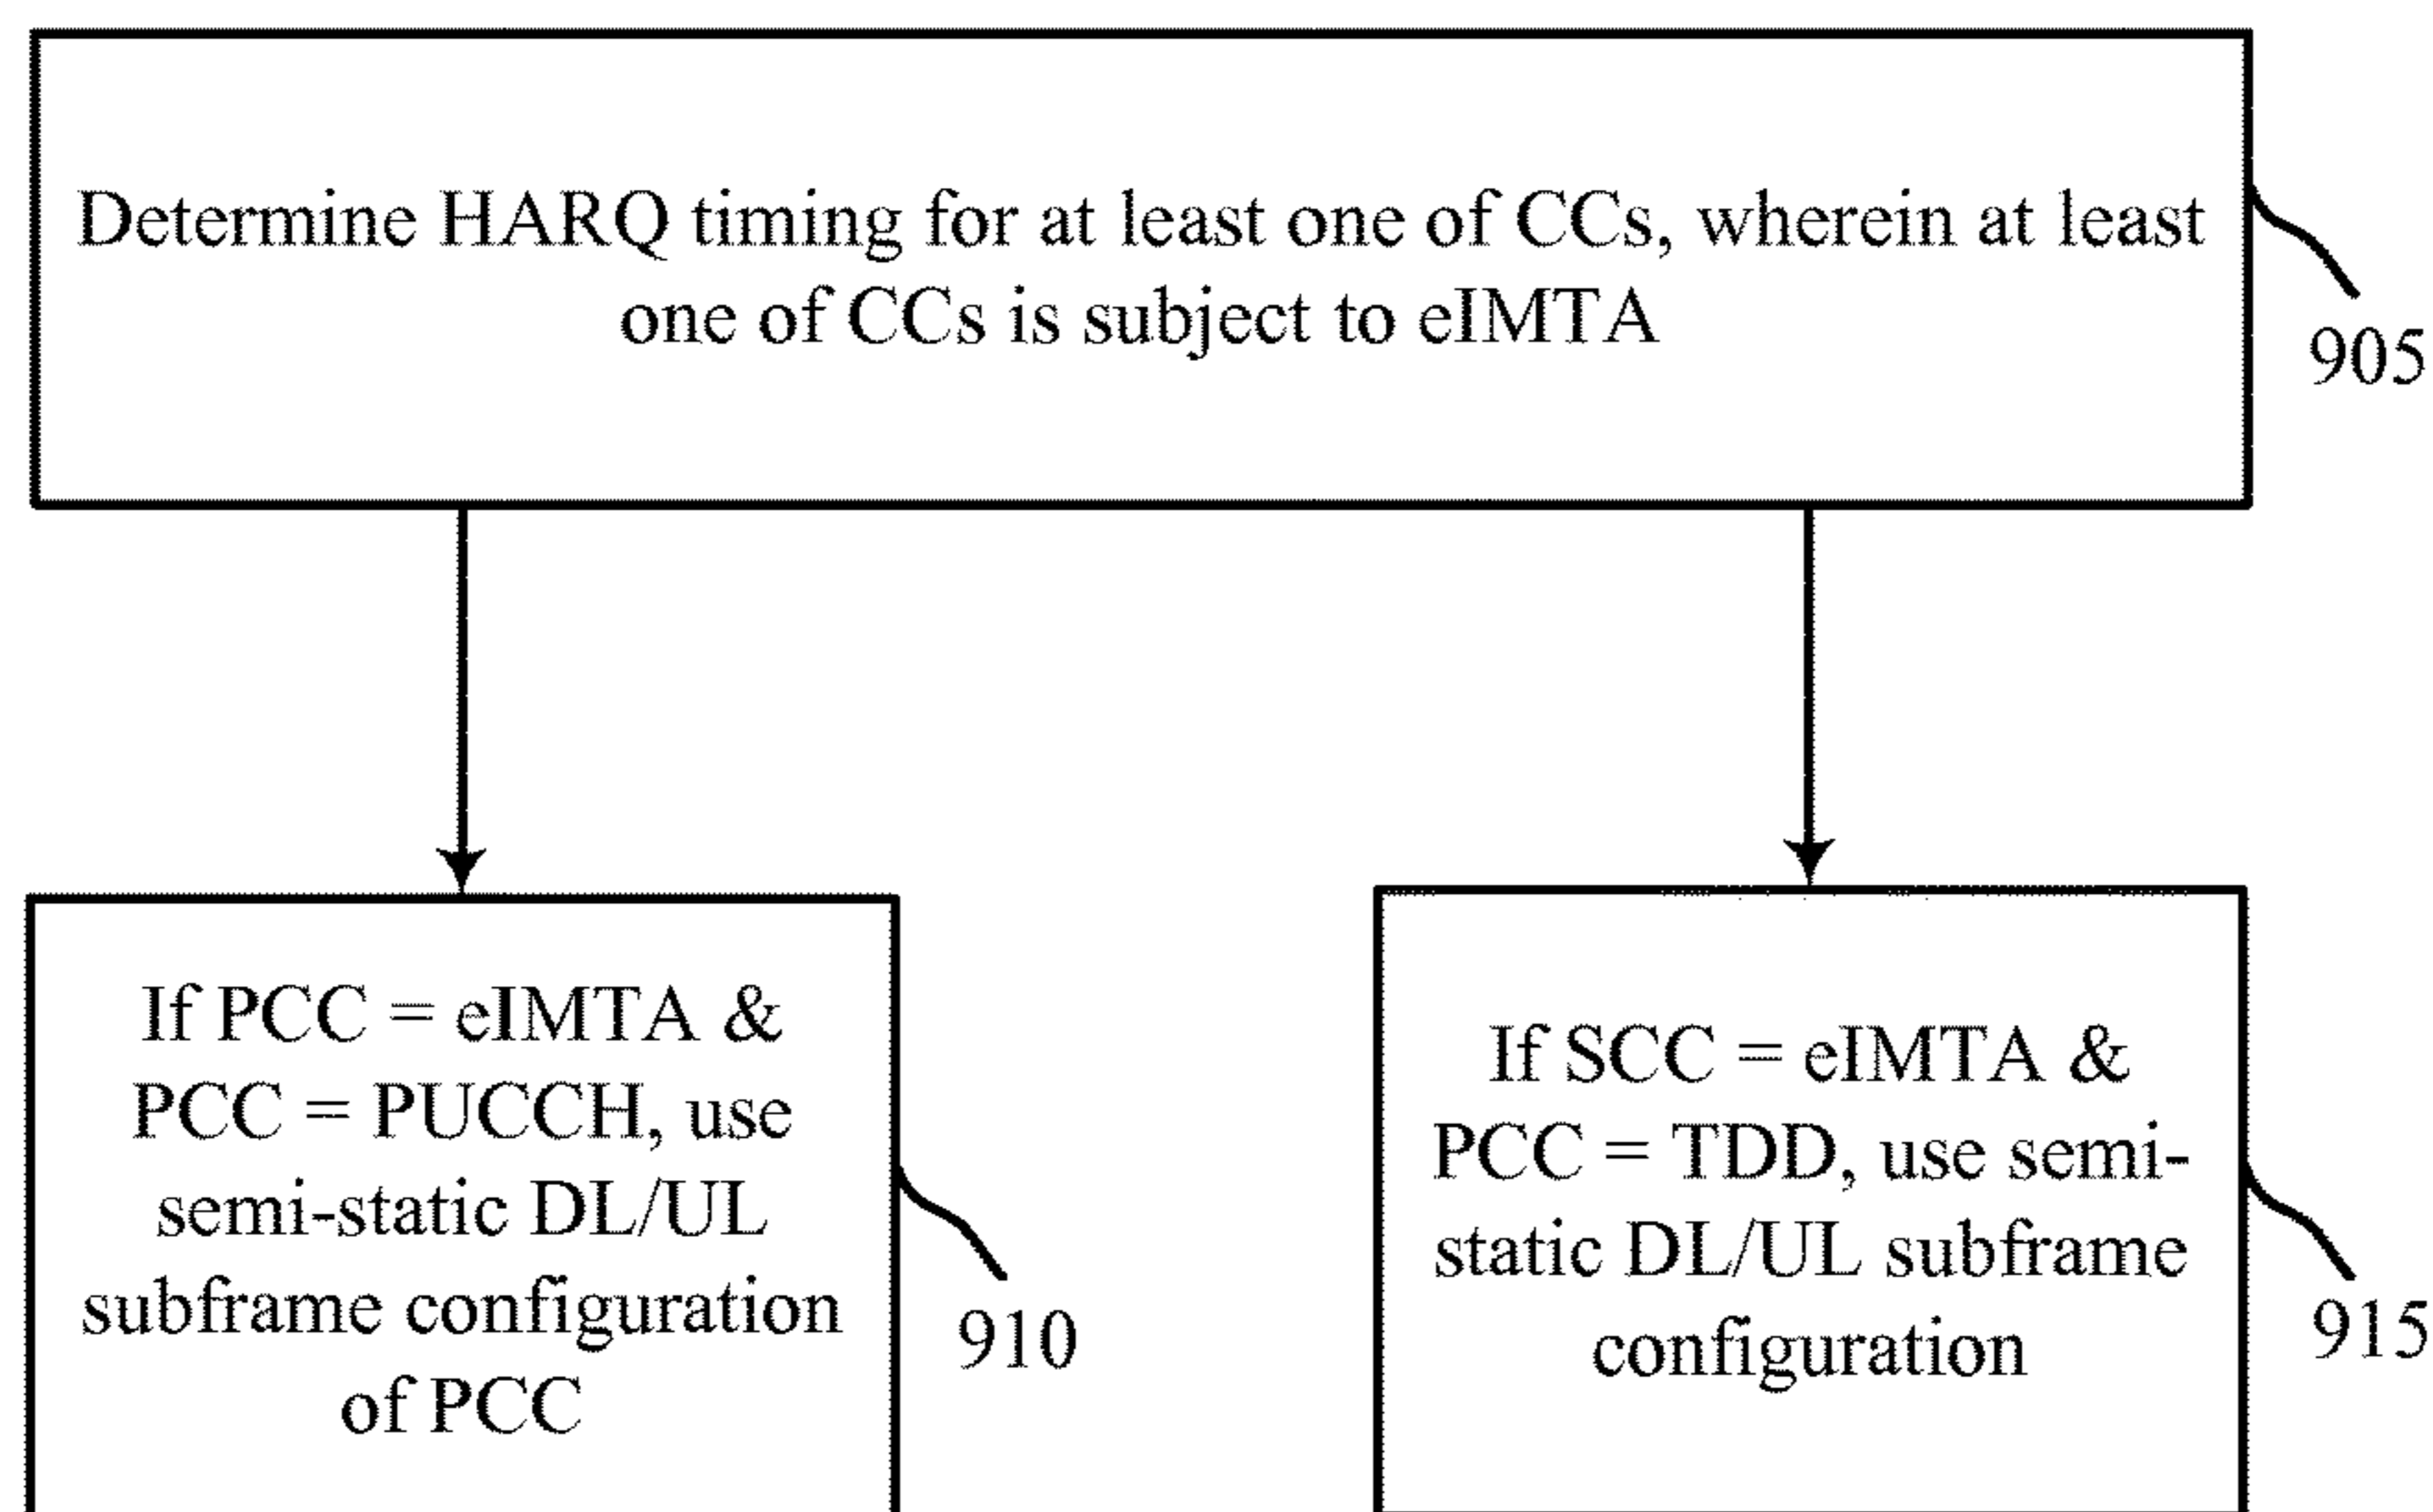 Determine HARQ timing for at least one of CCs, wherein at least
one of CCs is subject to eIMTA
905
If PCC = eIMTA &
PCC = PUCCH, use
semi-static DL/UL
subframe configuration
of PCC
910
If SCC = eIMTA &
PCC = TDD, use semi-
static DL/UL subframe
configuration
915